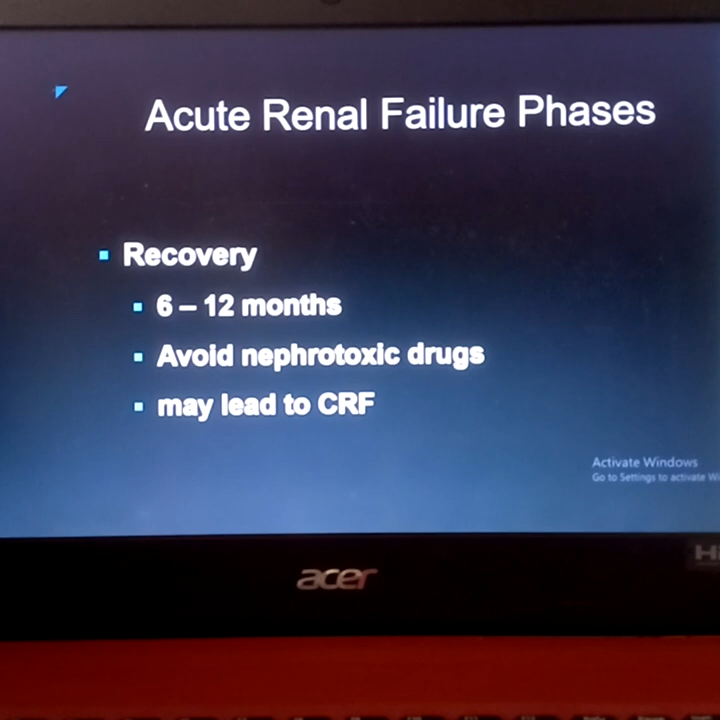 Acute Renal Failure Phases
Recovery
6 – 12 months
Avoid nephrotoxic drugs
may lead to CRF
Activate Windows
Go to Settings to activate
acer